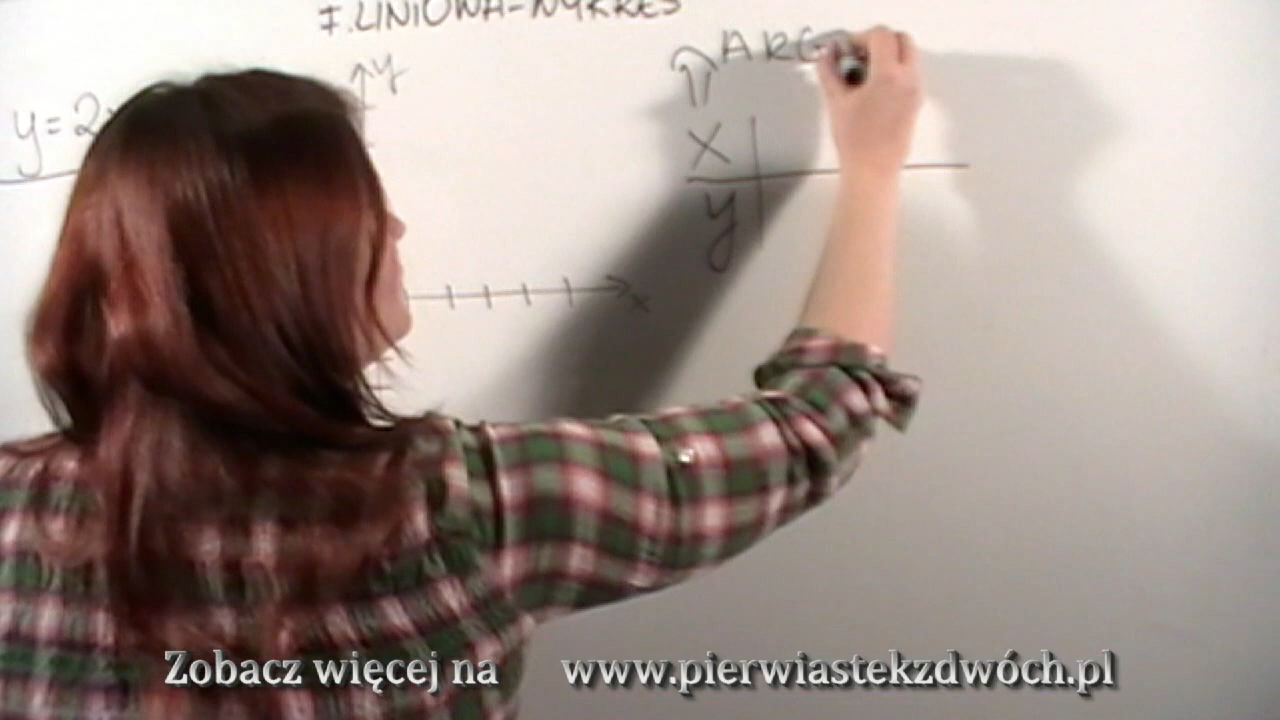 F. LINIOWA-WYKRES
y
ARG
y=2
x
y
x
Zobacz więcej na www.pierwiastekzdwóch.pl